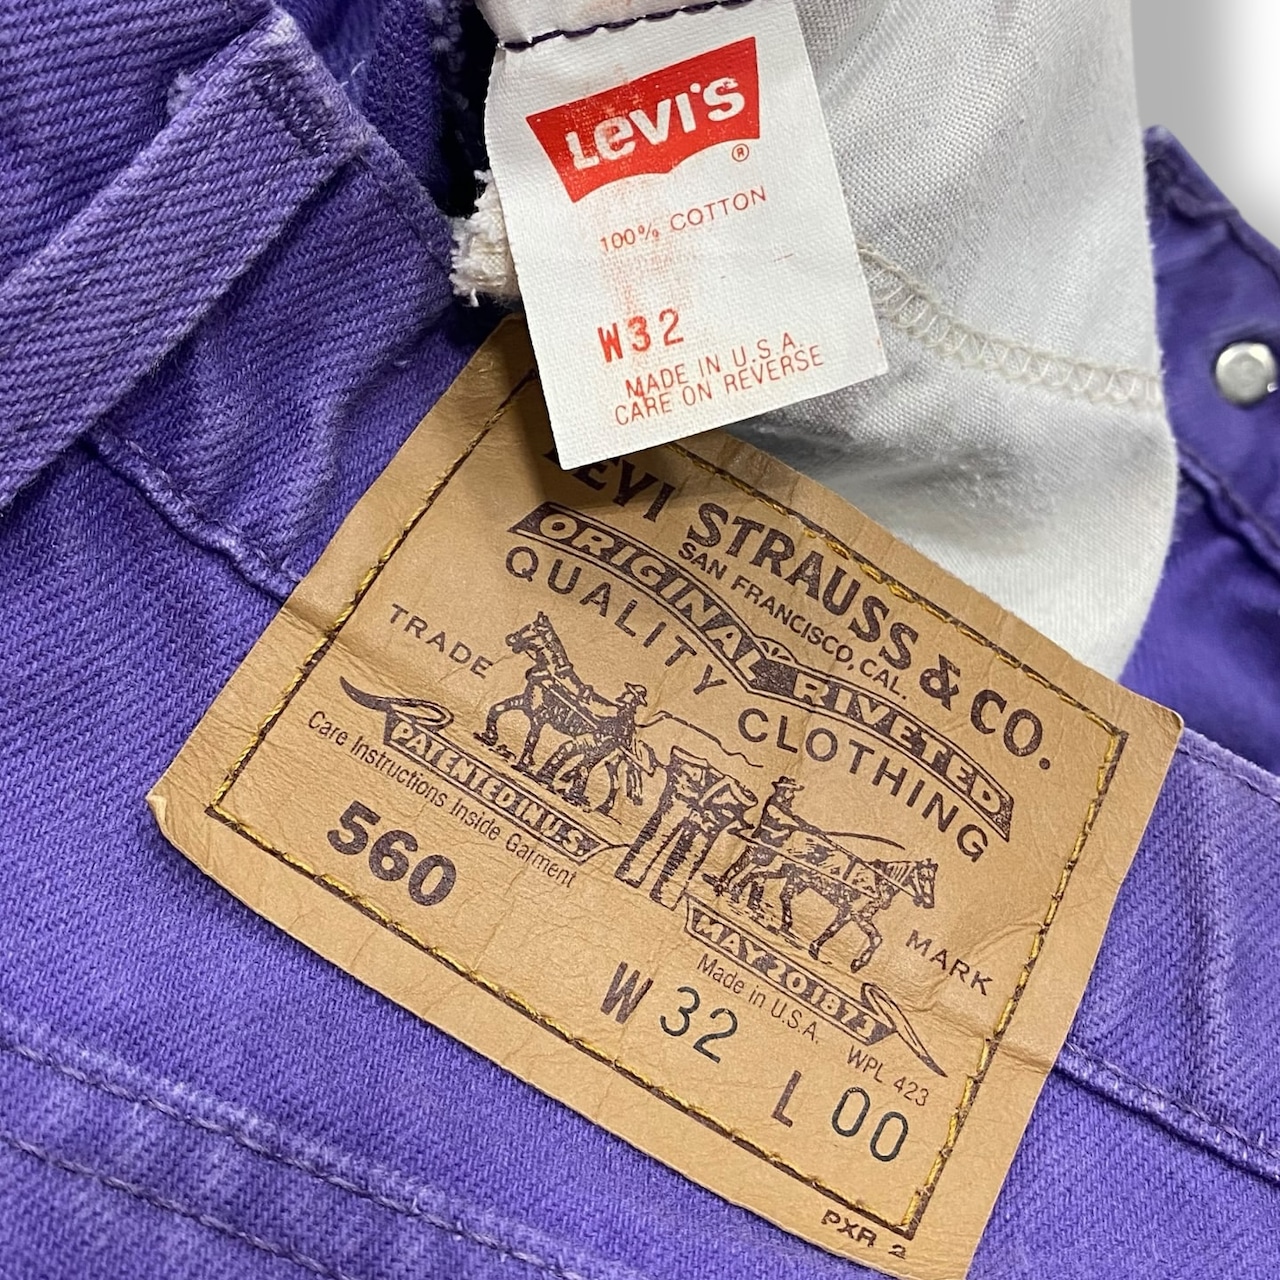 LEVI'S
®
100% COTTON
W32
MADE IN U.S.A.
CARE ON REVERSE
LEVI STRAUSS & CO.
SAN FRANCISCO, CAL.
ORIGINAL RIVETED
QUALITY CLOTHING
TRADE MARK
PATENTED IN U.S.
MAY 20 1873
Care Instructions Inside Garment
Made in U.S.A.
560
WPL 423
W 32
L 00
PXR 2